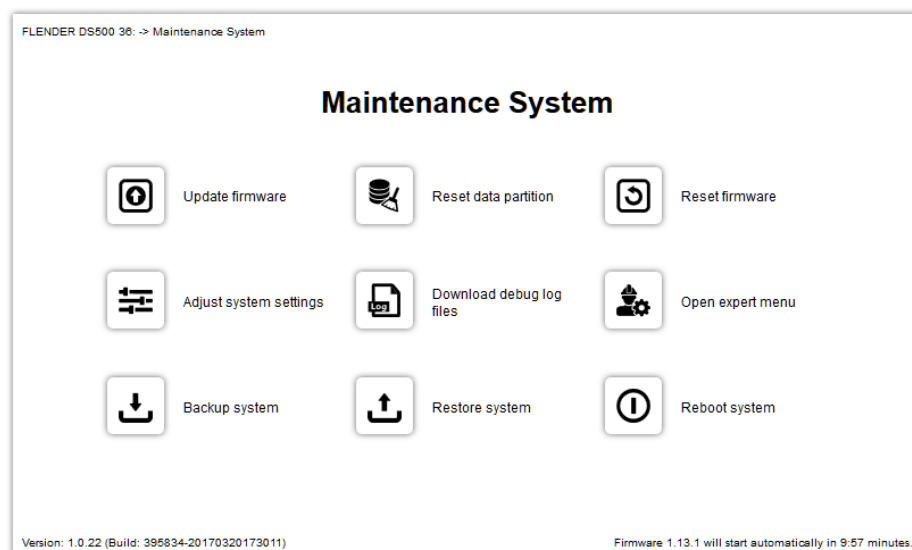 FLENDER DS500 36: -> Maintenance System
Maintenance System
Update firmware
Reset data partition
Reset firmware
Adjust system settings
Log
Download debug log
files
Open expert menu
Backup system
Restore system
Reboot system
Version: 1.0.22 (Build: 395834-20170320173011)
Firmware 1.13.1 will start automatically in 9:57 minutes.